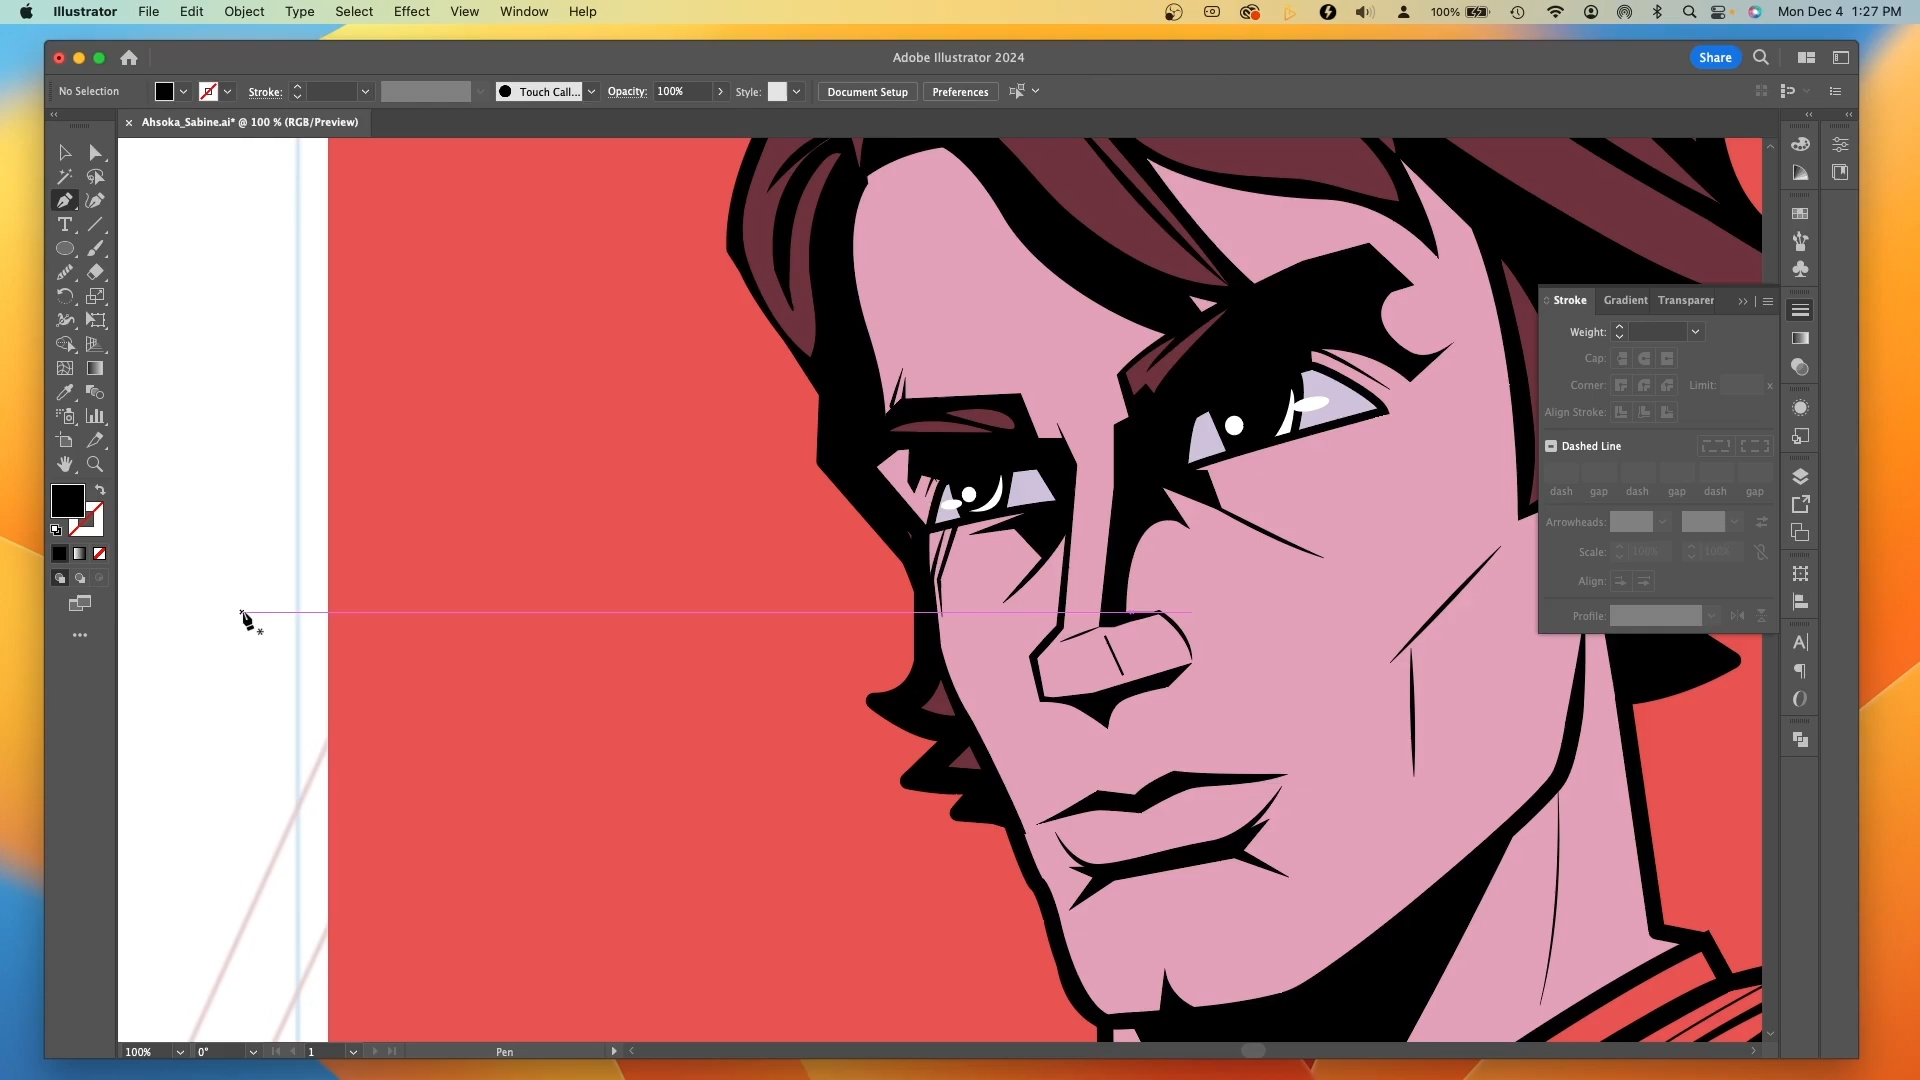 Illustrator File Edit Object Type Select Effect View Window Help 100% Mon Dec 4 1:27 PM
Adobe Illustrator 2024 Share
No Selection Stroke: Touch Call... Opacity: 100% Style: Document Setup Preferences
× Ahsoka_Sabine.ai* @ 100 % (RGB/Preview)
Stroke Gradient Transparer
Weight:
Cap:
Corner: Limit: x
Align Stroke:
Dashed Line
dash gap dash gap dash gap
Arrowheads:
Scale: 100% 100%
Align:
Profile:
100% 0° 1 Pen